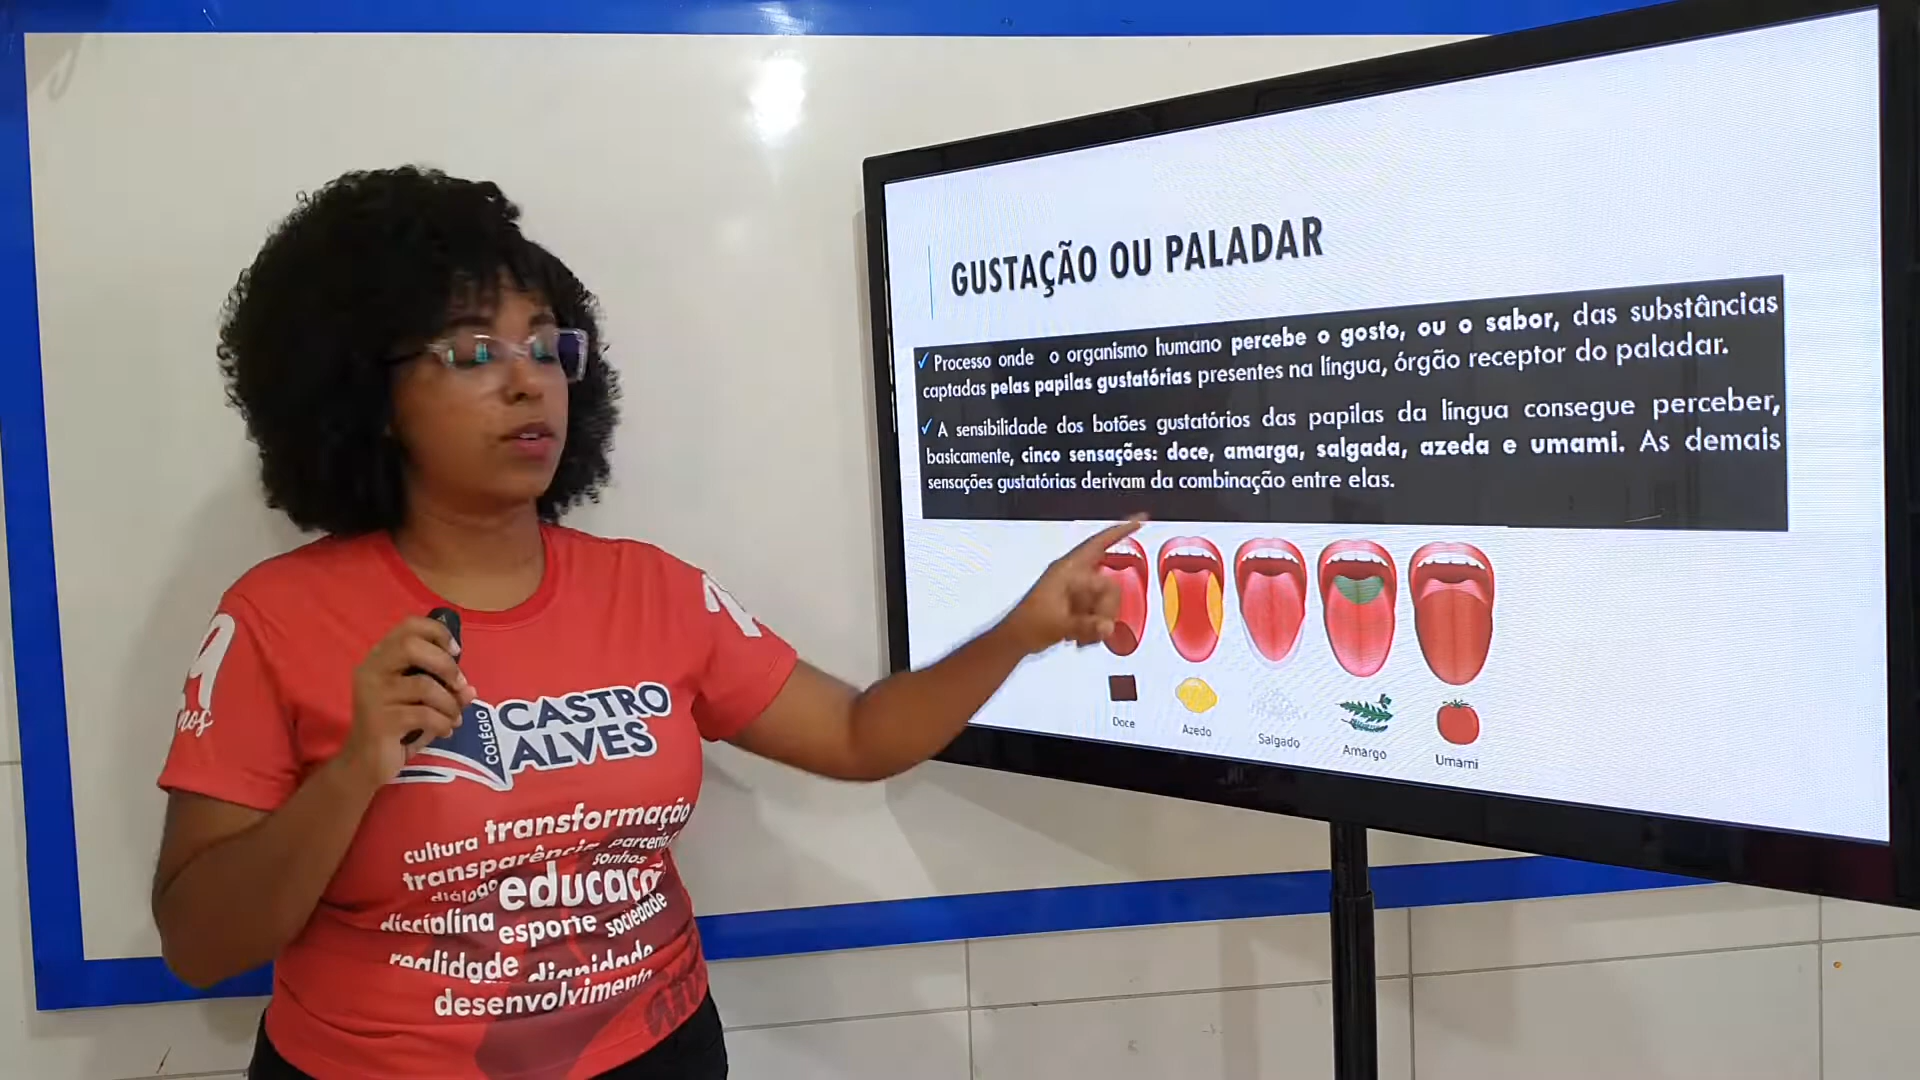 GUSTAÇÃO OU PALADAR
✓ Processo onde o organismo humano percebe o gosto, ou o sabor, das substâncias
captadas pelas papilas gustatórias presentes na língua, órgão receptor do paladar.
✓ A sensibilidade dos botões gustatórios das papilas da língua consegue perceber,
basicamente, cinco sensações: doce, amarga, salgada, azeda e umami. As demais
sensações gustatórias derivam da combinação entre elas.
Doce
Azedo
Salgado
Amargo
Umami
nos
COLÉGIO
CASTRO
ALVES
cultura transformação
transparência parceria
sonhos
diálogo educaçã
disciplina esporte sociedade
realidade dignidade
desenvolvimento